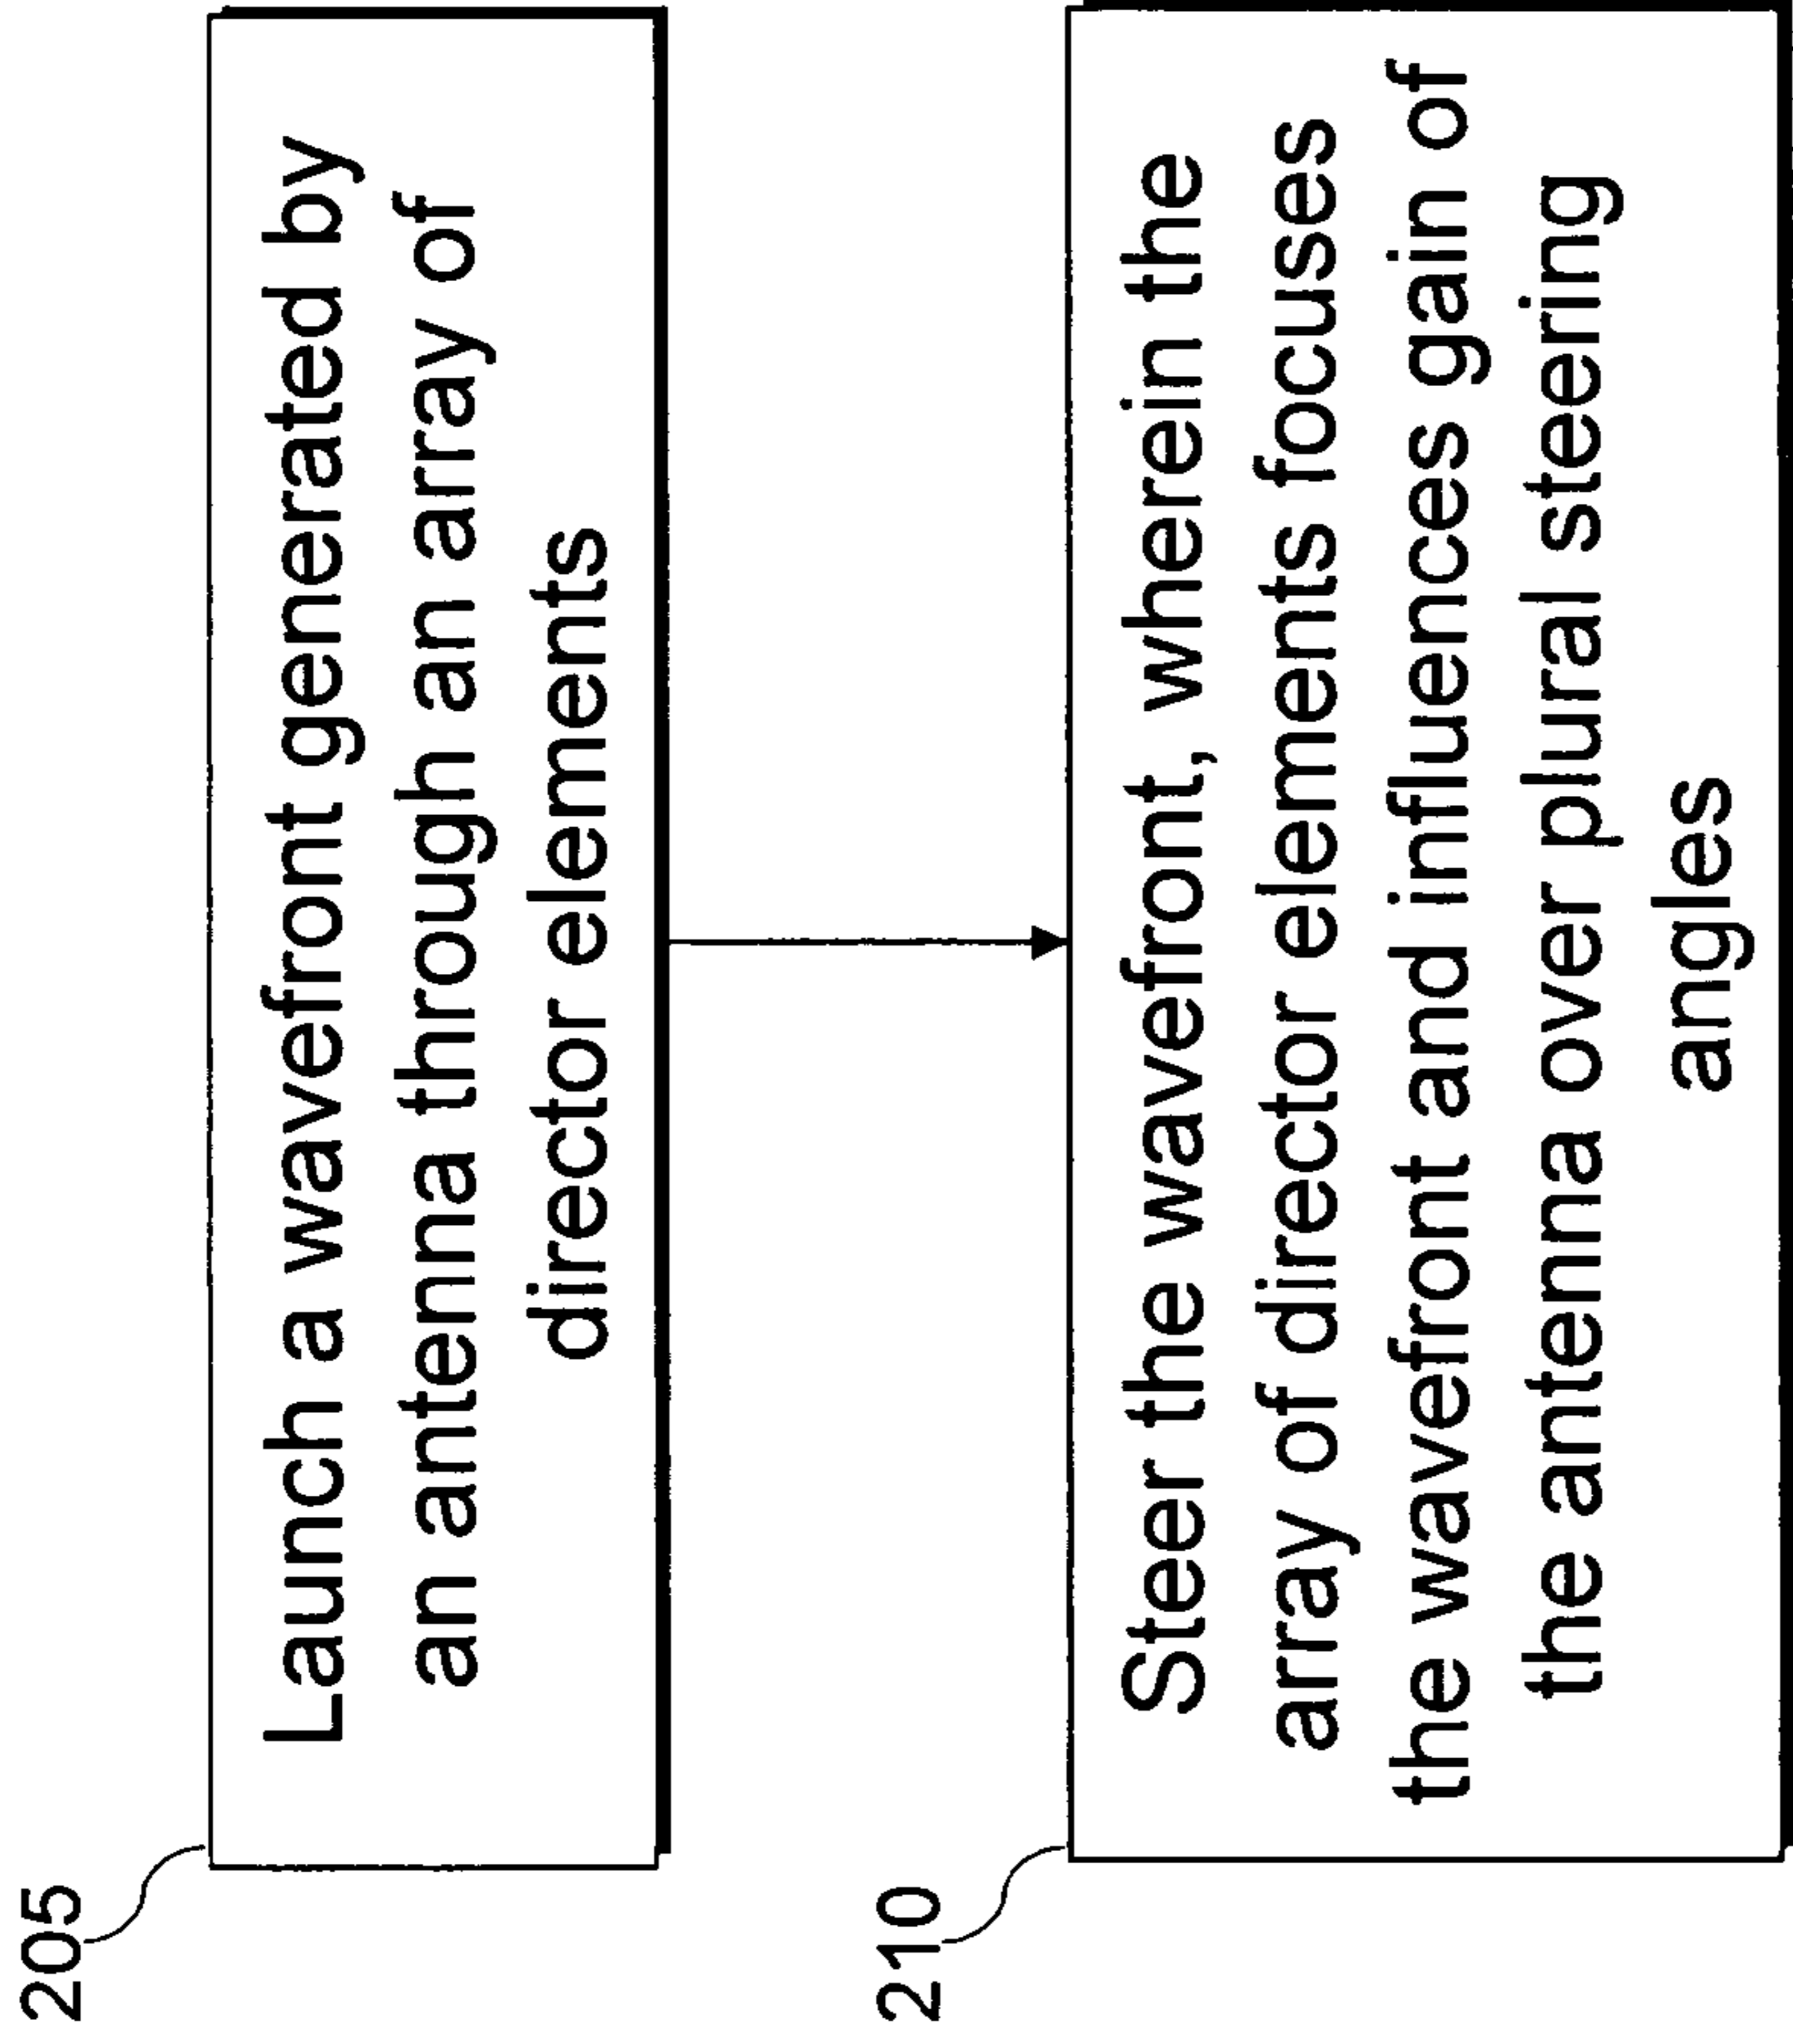 205
Launch a wavefront generated by
an antenna through an array of
director elements
210
Steer the wavefront, wherein the
array of director elements focuses
the wavefront and influences gain of
the antenna over plural steering
angles